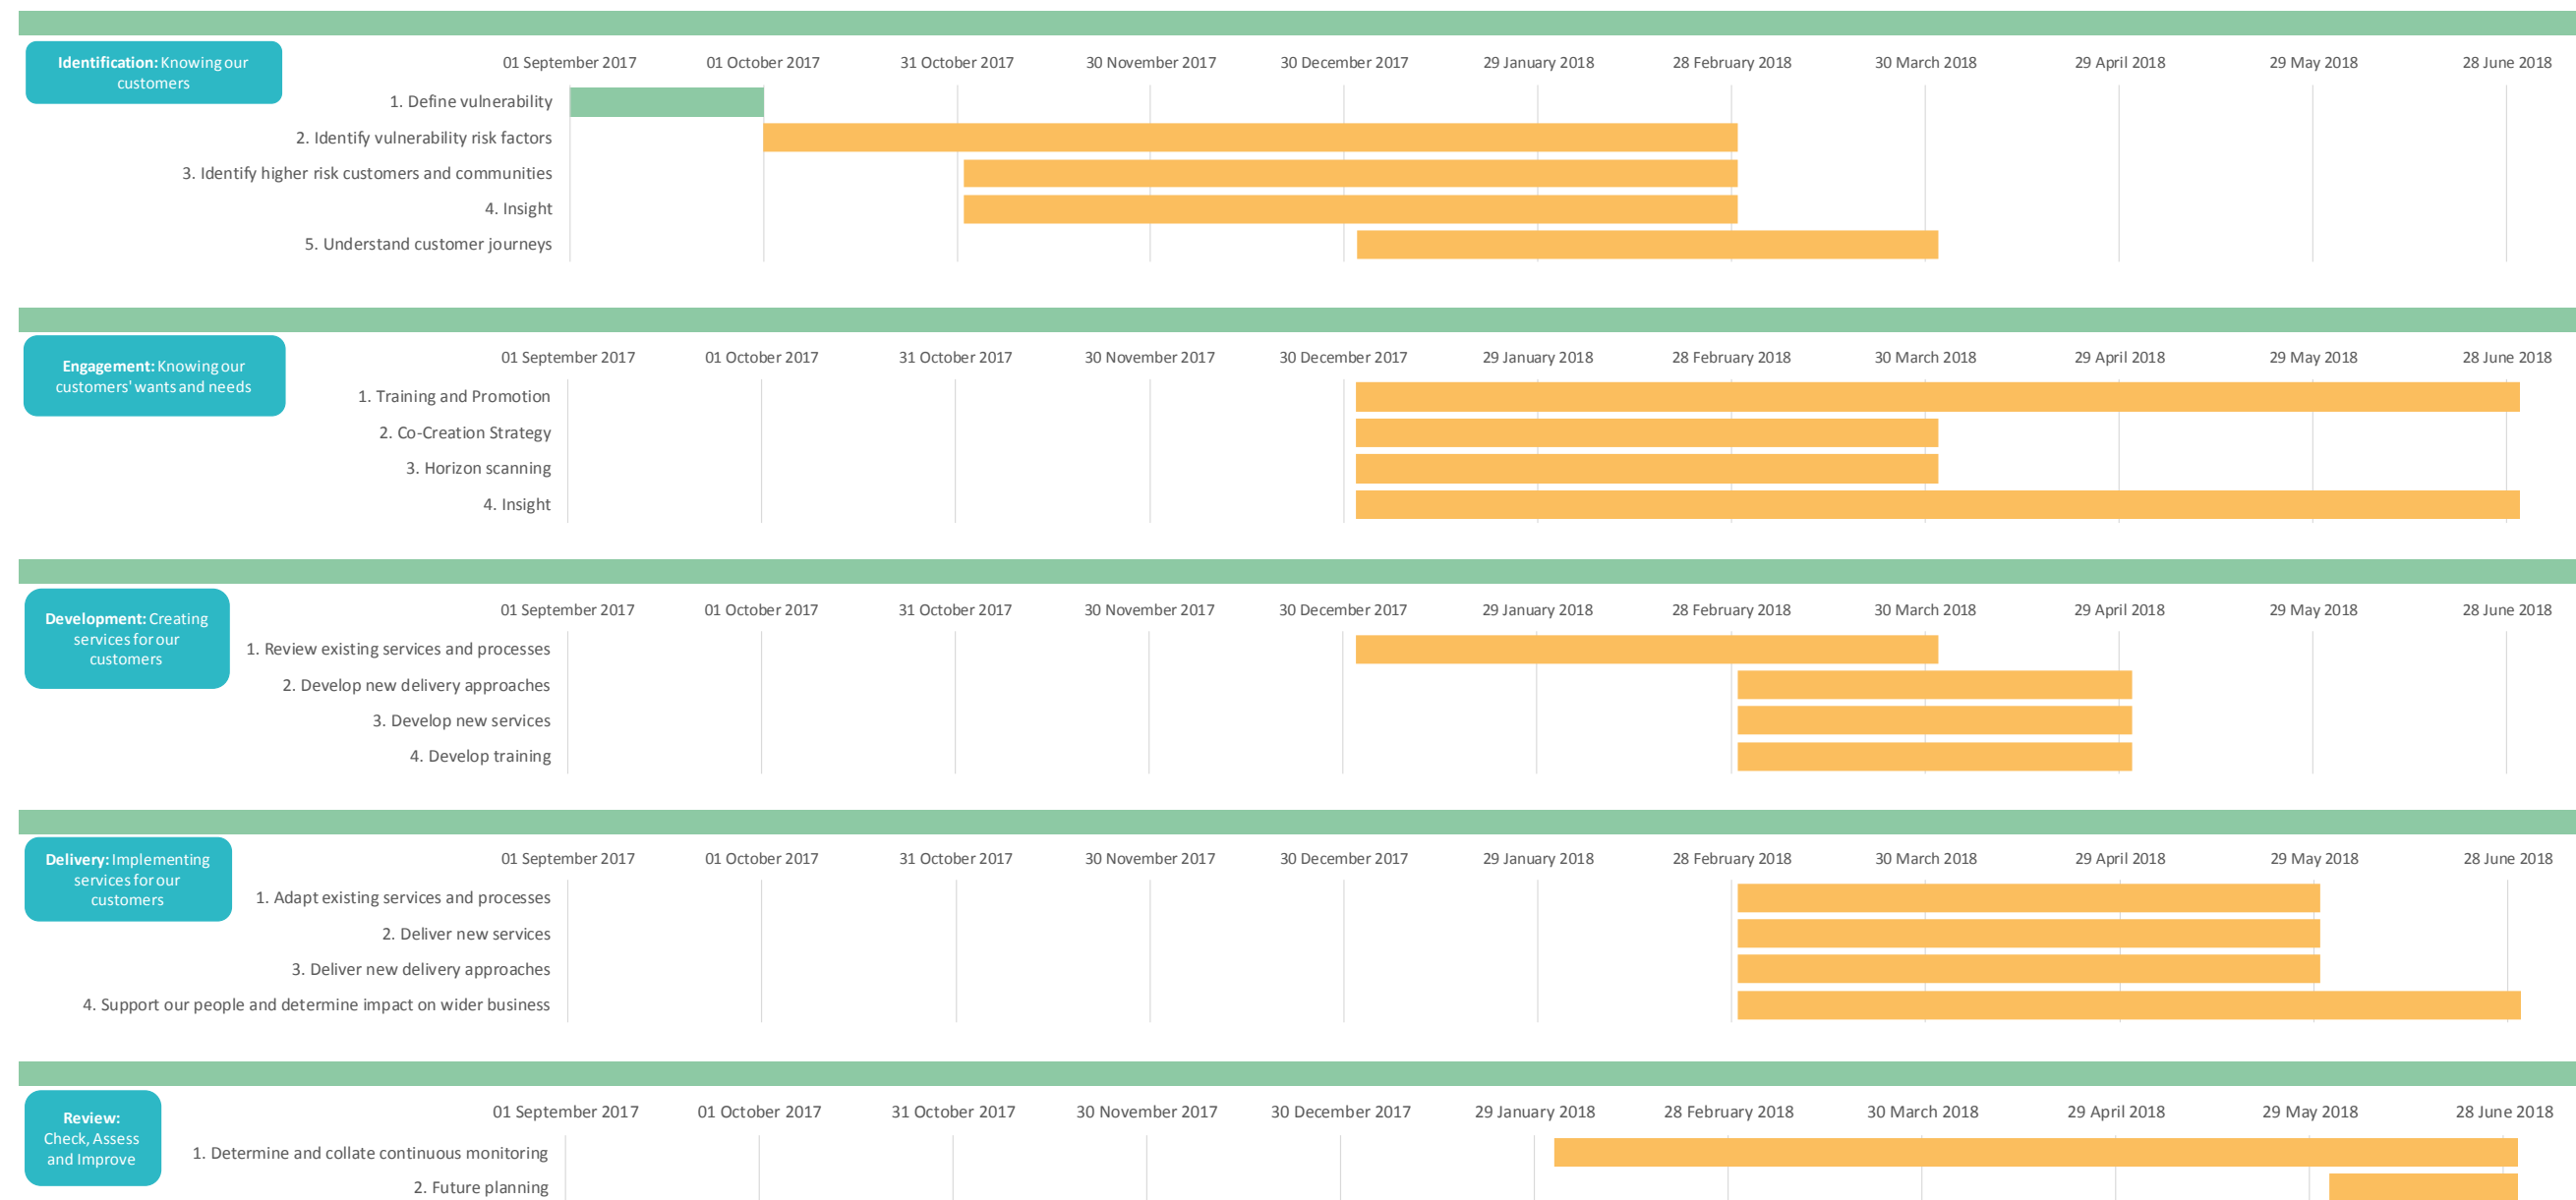 Identification: Knowing our
customers
01 September 2017 01 October 2017 31 October 2017 30 November 2017 30 December 2017 29 January 2018 28 February 2018 30 March 2018 29 April 2018 29 May 2018 28 June 2018
1. Define vulnerability
2. Identify vulnerability risk factors
3. Identify higher risk customers and communities
4. Insight
5. Understand customer journeys
Engagement: Knowing our
customers' wants and needs
01 September 2017 01 October 2017 31 October 2017 30 November 2017 30 December 2017 29 January 2018 28 February 2018 30 March 2018 29 April 2018 29 May 2018 28 June 2018
1. Training and Promotion
2. Co-Creation Strategy
3. Horizon scanning
4. Insight
Development: Creating
services for our
customers
01 September 2017 01 October 2017 31 October 2017 30 November 2017 30 December 2017 29 January 2018 28 February 2018 30 March 2018 29 April 2018 29 May 2018 28 June 2018
1. Review existing services and processes
2. Develop new delivery approaches
3. Develop new services
4. Develop training
Delivery: Implementing
services for our
customers
01 September 2017 01 October 2017 31 October 2017 30 November 2017 30 December 2017 29 January 2018 28 February 2018 30 March 2018 29 April 2018 29 May 2018 28 June 2018
1. Adapt existing services and processes
2. Deliver new services
3. Deliver new delivery approaches
4. Support our people and determine impact on wider business
Review:
Check, Assess
and Improve
01 September 2017 01 October 2017 31 October 2017 30 November 2017 30 December 2017 29 January 2018 28 February 2018 30 March 2018 29 April 2018 29 May 2018 28 June 2018
1. Determine and collate continuous monitoring
2. Future planning